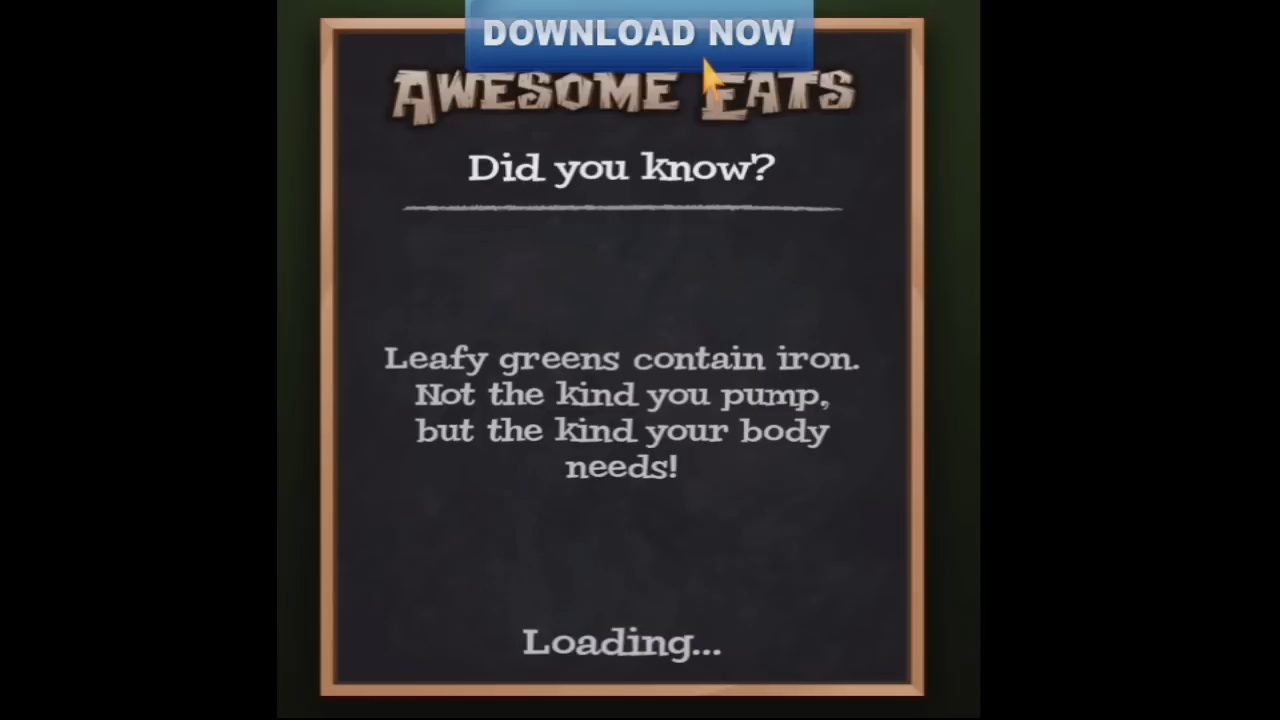 DOWNLOAD NOW
AWESOME EATS
Did you know?
Leafy greens contain iron.
Not the kind you pump,
but the kind your body
needs!
Loading...